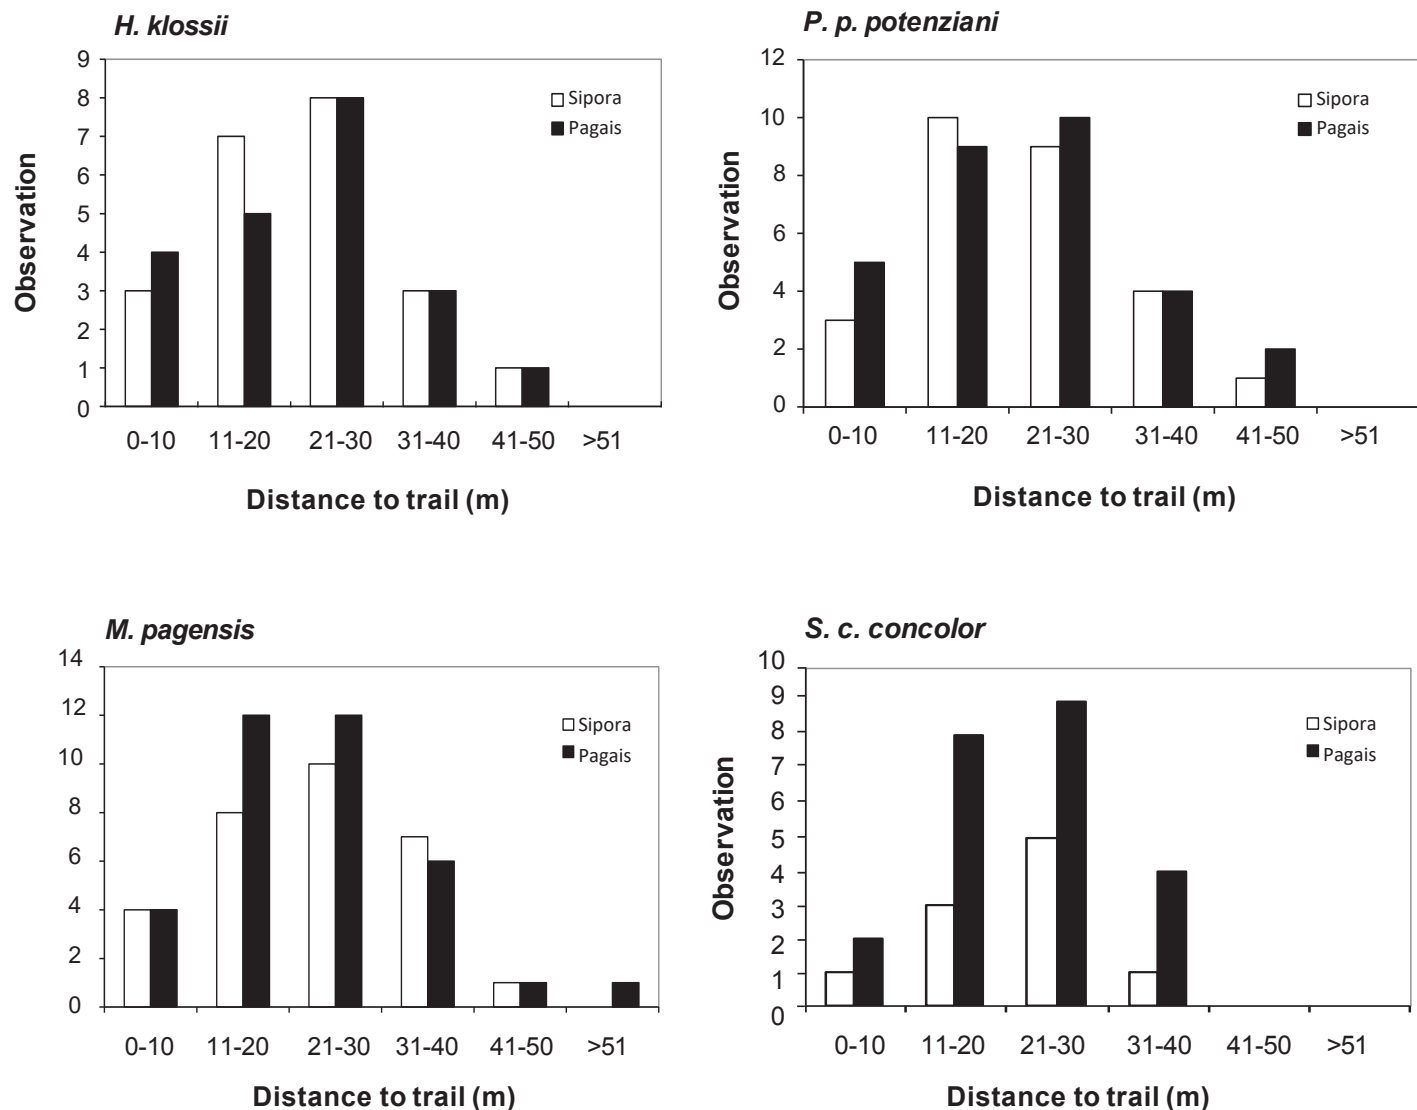 H. klossii
9
8
7
6
5
4
3
2
1
0
Observation
Sipora
Pagais
0-10 11-20 21-30 31-40 41-50 >51
Distance to trail (m)
P. p. potenziani
12
10
8
6
4
2
0
Observation
Sipora
Pagais
0-10 11-20 21-30 31-40 41-50 >51
Distance to trail (m)
M. pagensis
14
12
10
8
6
4
2
0
Sipora
Pagais
0-10 11-20 21-30 31-40 41-50 >51
Distance to trail (m)
S. c. concolor
10
9
8
7
6
5
4
3
2
1
0
Observation
Sipora
Pagais
0-10 11-20 21-30 31-40 41-50 >51
Distance to trail (m)